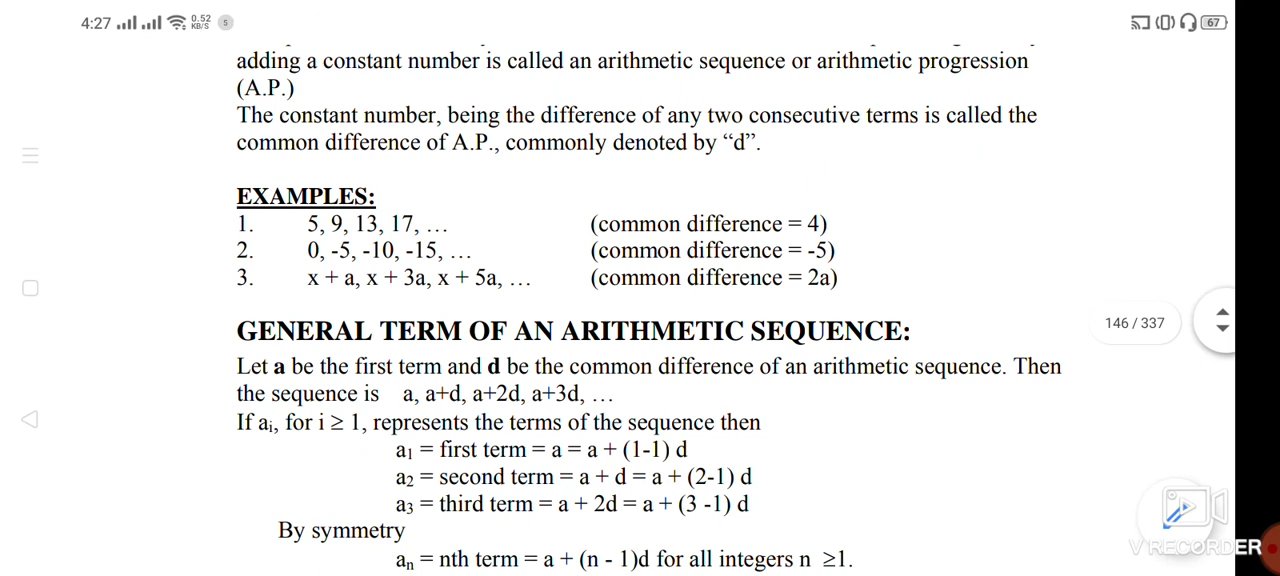 4:27 0.52 KB/S 5 67
adding a constant number is called an arithmetic sequence or arithmetic progression
(A.P.)
The constant number, being the difference of any two consecutive terms is called the
common difference of A.P., commonly denoted by “d”.
EXAMPLES:
1. 5, 9, 13, 17, … (common difference = 4)
2. 0, -5, -10, -15, … (common difference = -5)
3. x + a, x + 3a, x + 5a, … (common difference = 2a)
GENERAL TERM OF AN ARITHMETIC SEQUENCE:
146 / 337
Let a be the first term and d be the common difference of an arithmetic sequence. Then
the sequence is a, a+d, a+2d, a+3d, …
If aᵢ, for i ≥ 1, represents the terms of the sequence then
a₁ = first term = a = a + (1-1) d
a₂ = second term = a + d = a + (2-1) d
a₃ = third term = a + 2d = a + (3 -1) d
By symmetry
aₙ = nth term = a + (n - 1)d for all integers n ≥1.
V RECORDER